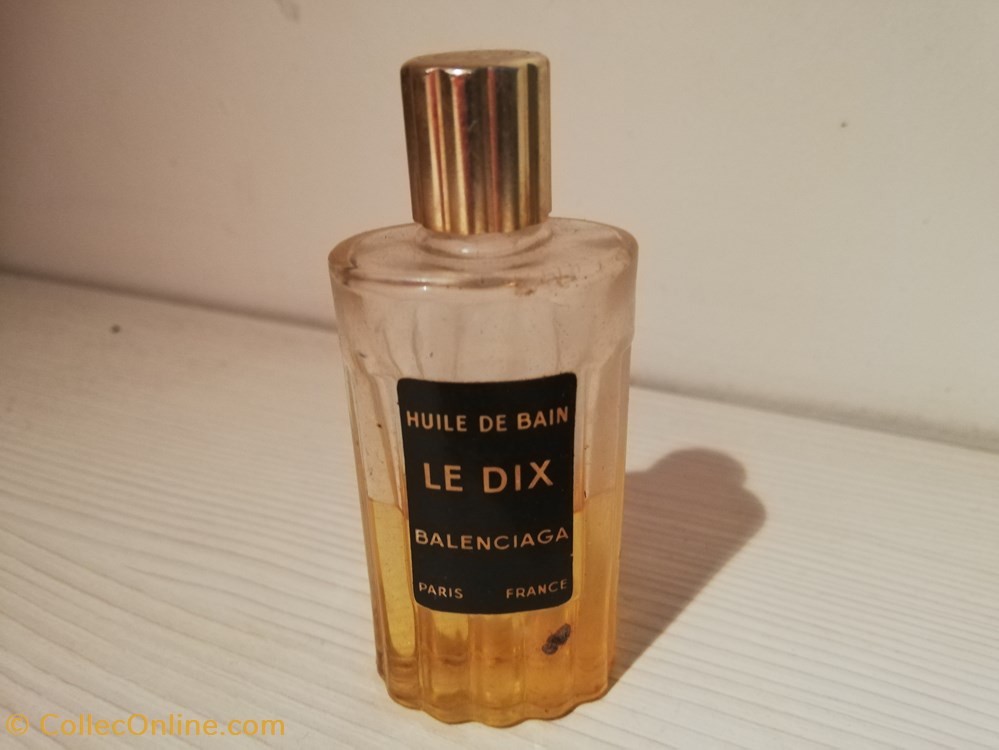 HUILE DE BAIN
LE DIX
BALENCIAGA
PARIS FRANCE
© CollecOnline.com